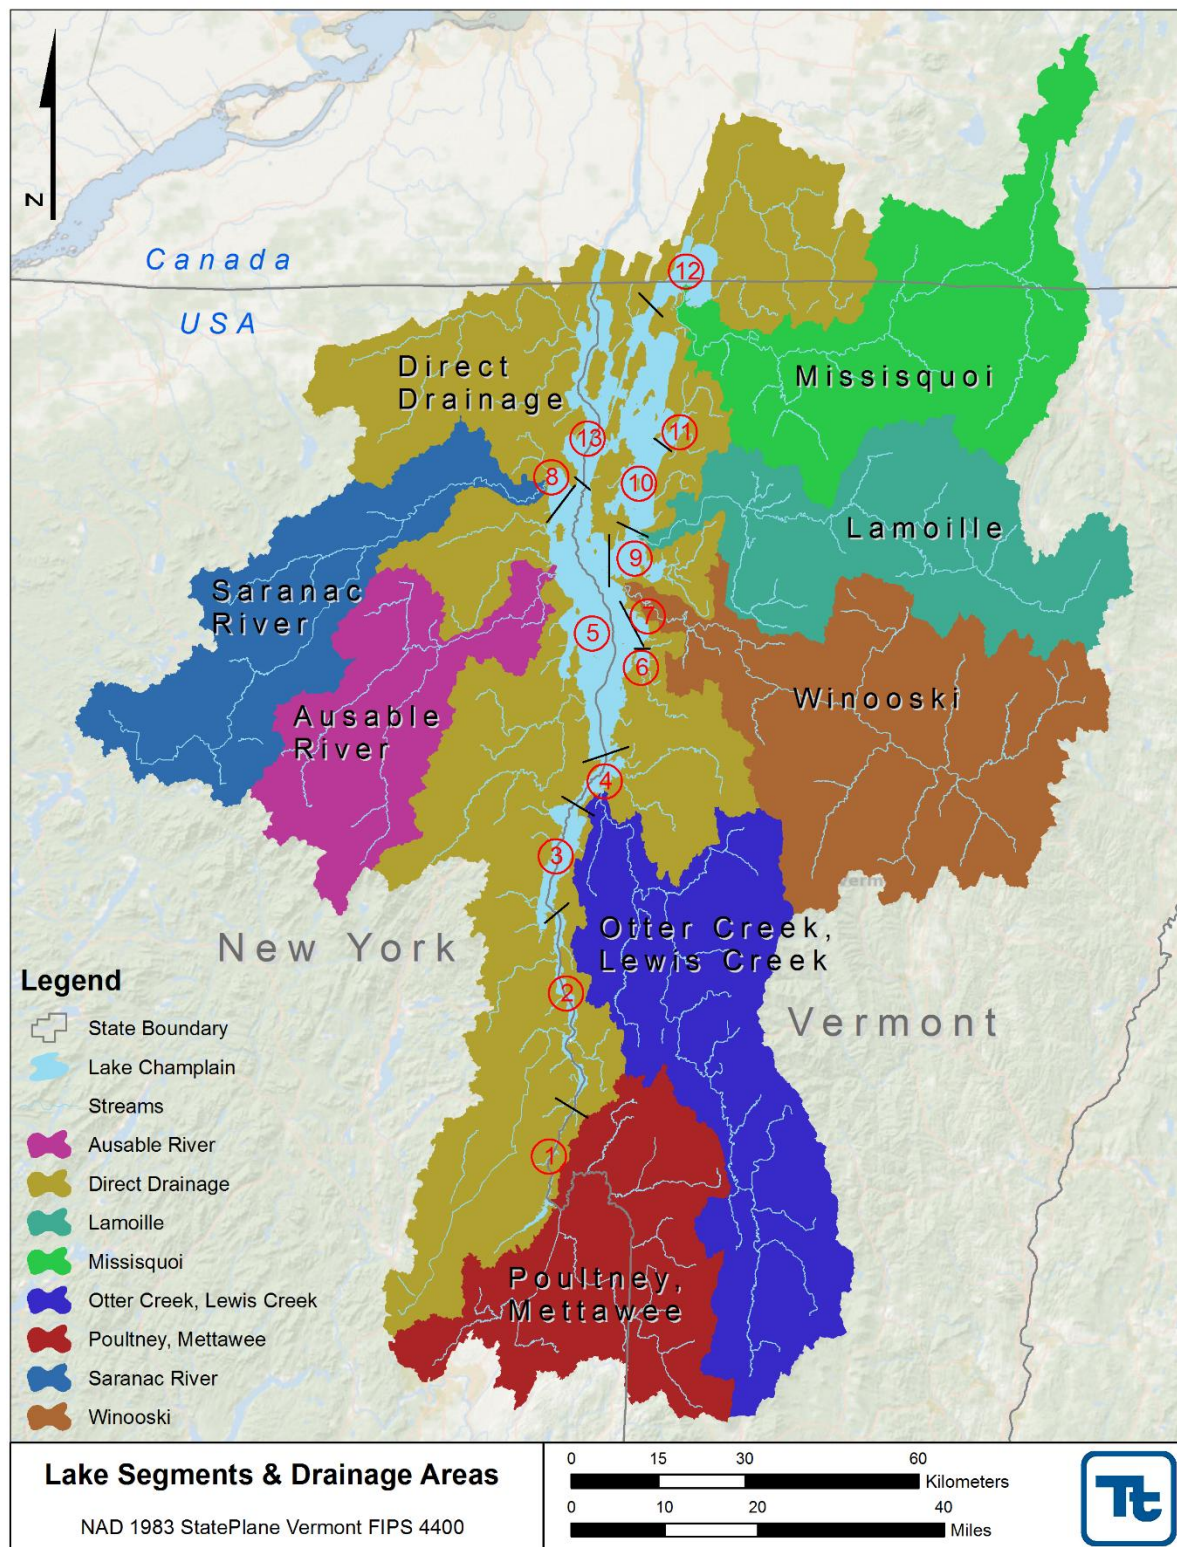 N
Canada
USA
12
Direct
Drainage
Missisquoi
13
11
8
10
Lamoille
9
Saranac
River
7
5
6
Ausable
River
Winooski
4
3
Otter Creek,
Lewis Creek
New York
2
Vermont
1
Poultney,
Mettawee
Legend
State Boundary
Lake Champlain
Streams
Ausable River
Direct Drainage
Lamoille
Missisquoi
Otter Creek, Lewis Creek
Poultney, Mettawee
Saranac River
Winooski
Lake Segments & Drainage Areas
NAD 1983 StatePlane Vermont FIPS 4400
0 15 30 60
Kilometers
0 10 20 40
Miles
Tt